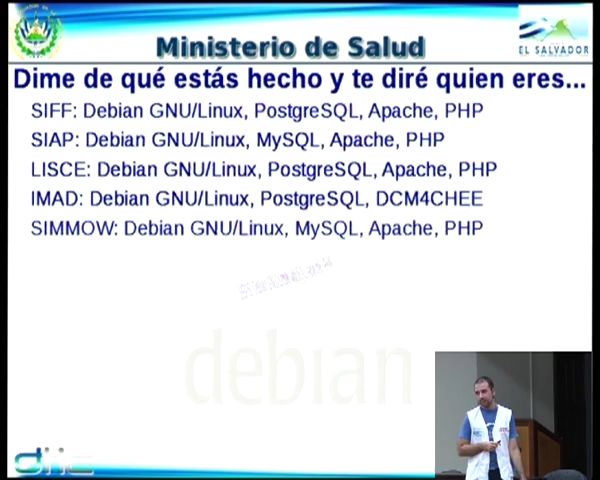 EL SALVADOR
Ministerio de Salud
Dime de qué estás hecho y te diré quien eres...
SIFF: Debian GNU/Linux, PostgreSQL, Apache, PHP
SIAP: Debian GNU/Linux, MySQL, Apache, PHP
LISCE: Debian GNU/Linux, PostgreSQL, Apache, PHP
IMAD: Debian GNU/Linux, PostgreSQL, DCM4CHEE
SIMMOW: Debian GNU/Linux, MySQL, Apache, PHP
debian